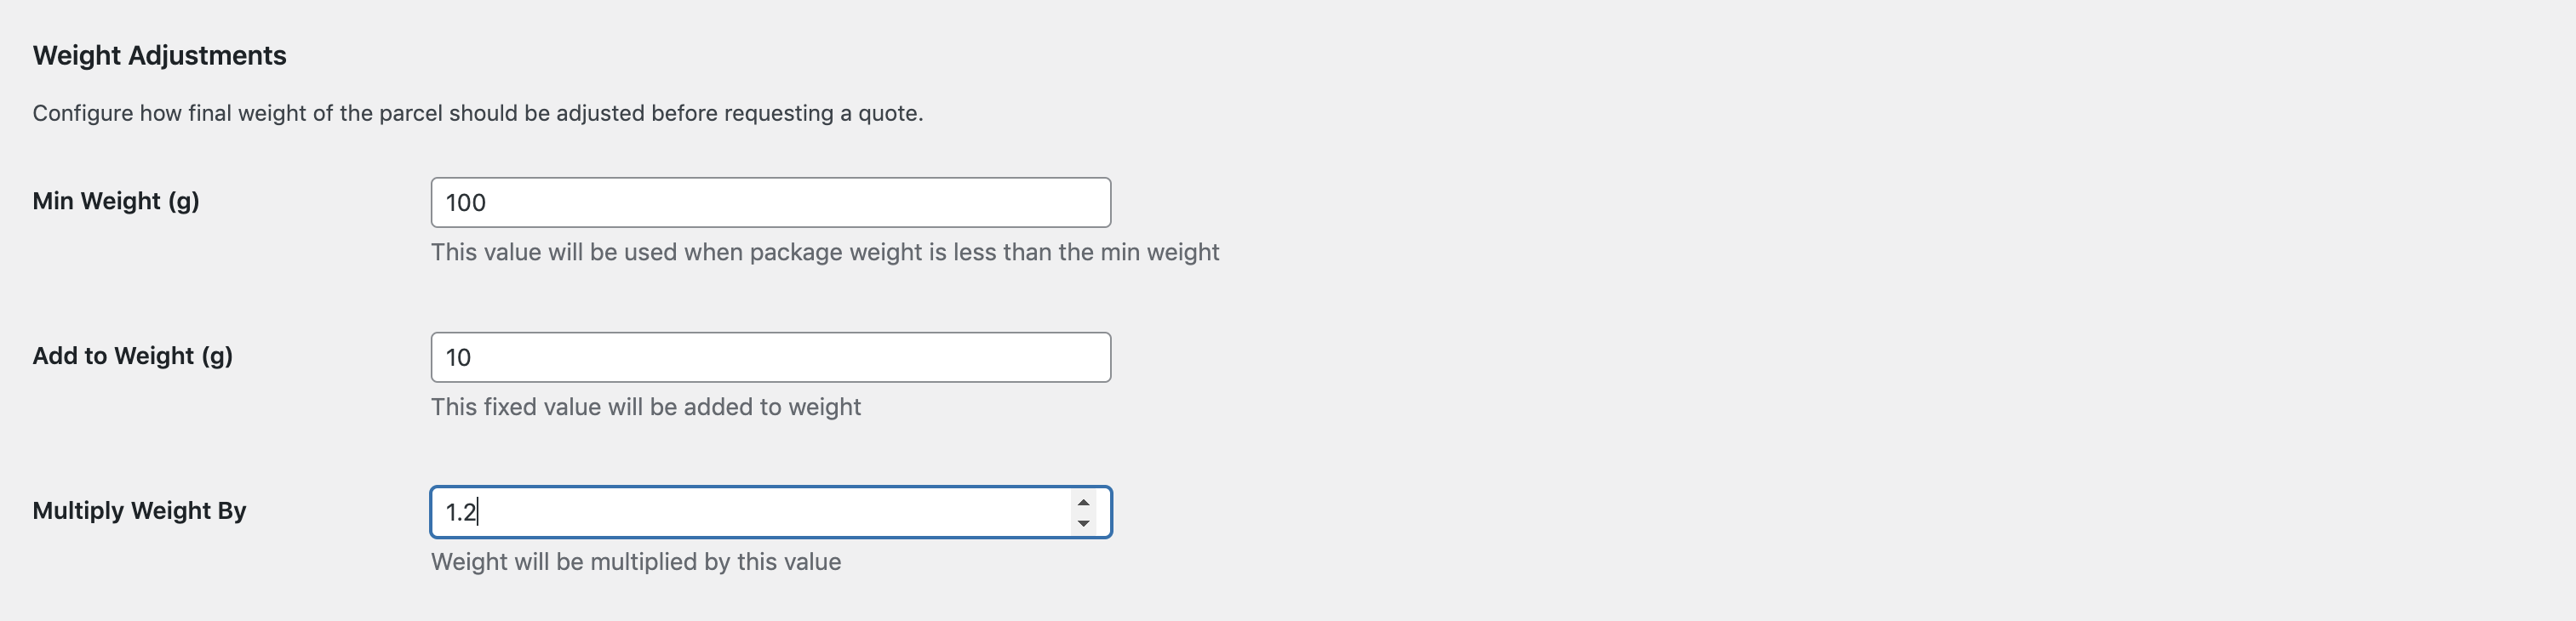 Weight Adjustments
Configure how final weight of the parcel should be adjusted before requesting a quote.
Min Weight (g)
100
This value will be used when package weight is less than the min weight
Add to Weight (g)
10
This fixed value will be added to weight
Multiply Weight By
1.2
Weight will be multiplied by this value